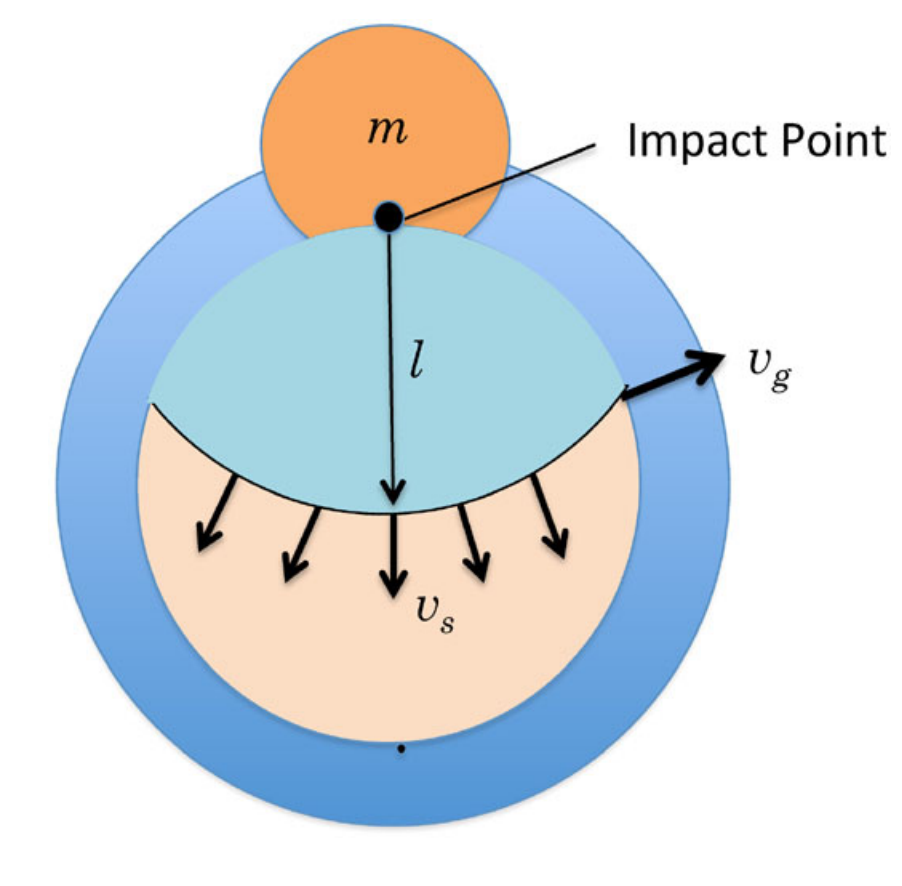 m
Impact Point
l
v_g
v_s